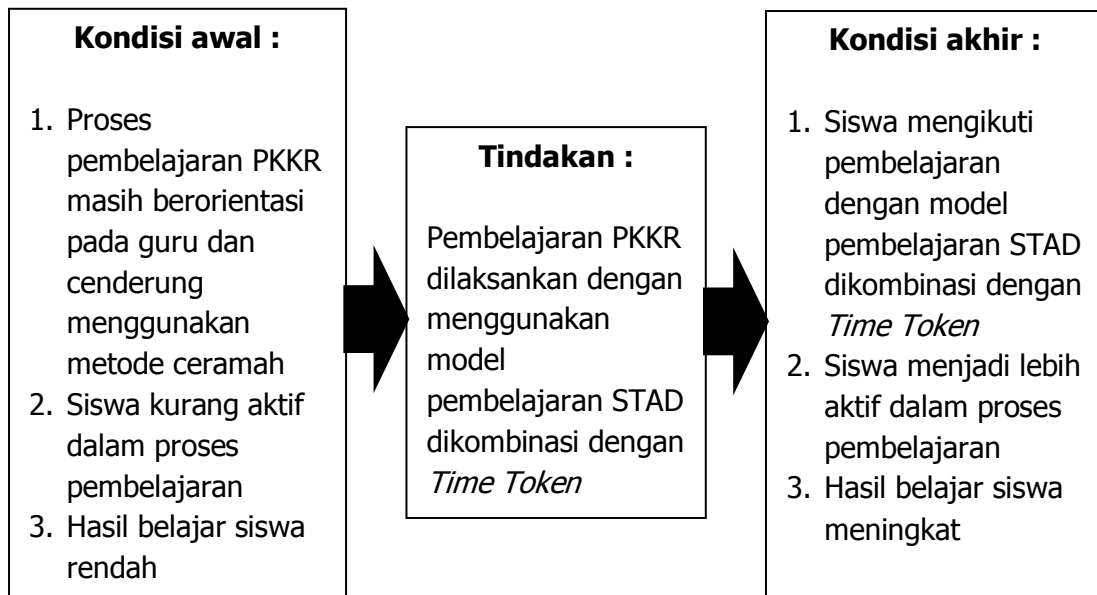 Kondisi awal :
1. Proses
pembelajaran PKKR
masih berorientasi
pada guru dan
cenderung
menggunakan
metode ceramah
2. Siswa kurang aktif
dalam proses
pembelajaran
3. Hasil belajar siswa
rendah
Tindakan :
Pembelajaran PKKR
dilaksankan dengan
menggunakan
model
pembelajaran STAD
dikombinasi dengan
Time Token
Kondisi akhir :
1. Siswa mengikuti
pembelajaran
dengan model
pembelajaran STAD
dikombinasi dengan
Time Token
2. Siswa menjadi lebih
aktif dalam proses
pembelajaran
3. Hasil belajar siswa
meningkat